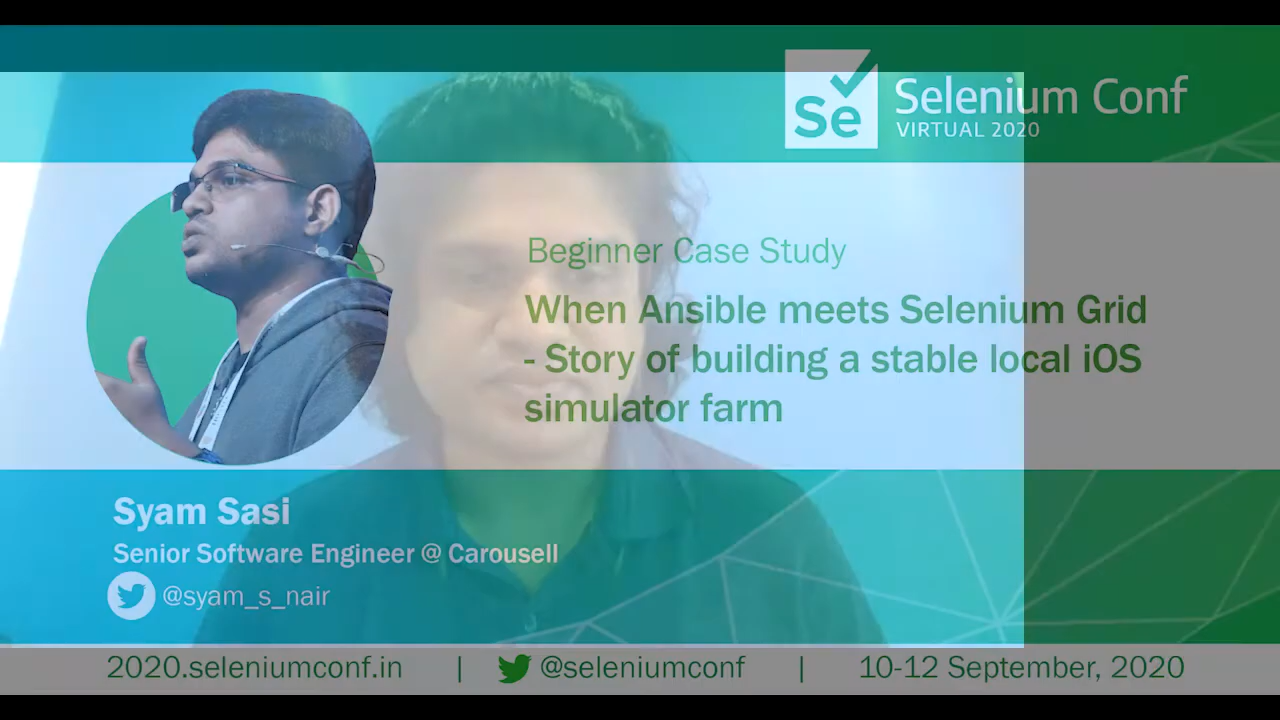 Se
Selenium Conf
VIRTUAL 2020
Beginner Case Study
When Ansible meets Selenium Grid
- Story of building a stable local iOS
simulator farm
Syam Sasi
Senior Software Engineer @ Carousell
@syam_s_nair
2020.seleniumconf.in | @seleniumconf | 10-12 September, 2020